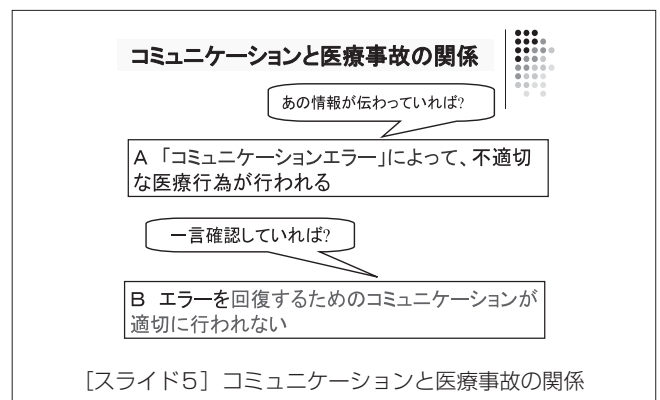 コミュニケーションと医療事故の関係
あの情報が伝わっていれば?
A 「コミュニケーションエラー」によって、不適切
な医療行為が行われる
一言確認していれば?
B エラーを回復するためのコミュニケーションが
適切に行われない
［スライド5］コミュニケーションと医療事故の関係